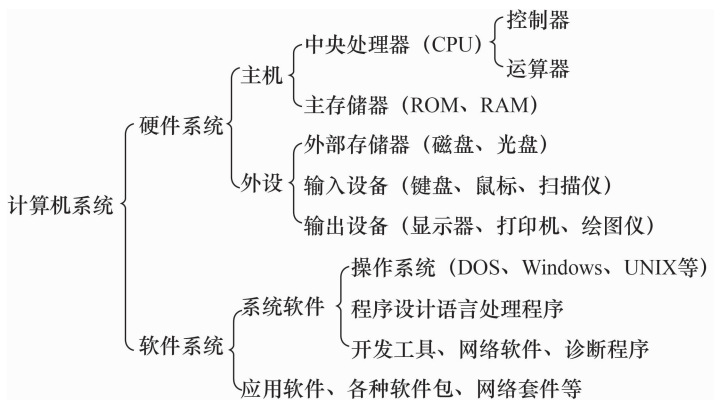 控制器
中央处理器（CPU）
运算器
主机
主存储器（ROM、RAM）
硬件系统
外部存储器（磁盘、光盘）
外设
输入设备（键盘、鼠标、扫描仪）
计算机系统
输出设备（显示器、打印机、绘图仪）
操作系统（DOS、Windows、UNIX等）
系统软件
程序设计语言处理程序
软件系统
开发工具、网络软件、诊断程序
应用软件、各种软件包、网络套件等